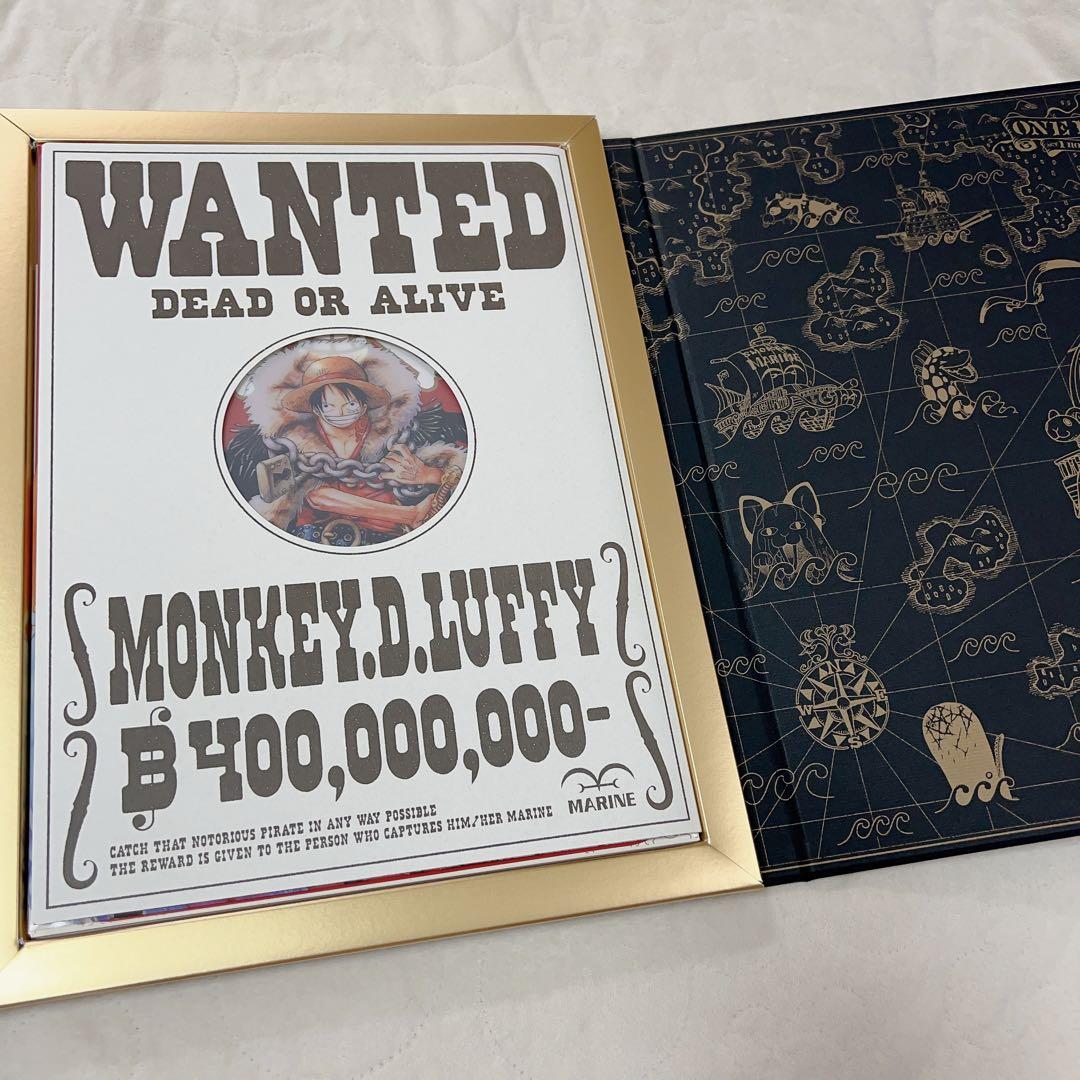 WANTED
DEAD OR ALIVE
MONKEY.D.LUFFY
฿400,000,000-
MARINE
CATCH THAT NOTORIOUS PIRATE IN ANY WAY POSSIBLE
THE REWARD IS GIVEN TO THE PERSON WHO CAPTURES HIM/HER MARINE
ONE
MARINE
N
W E
S